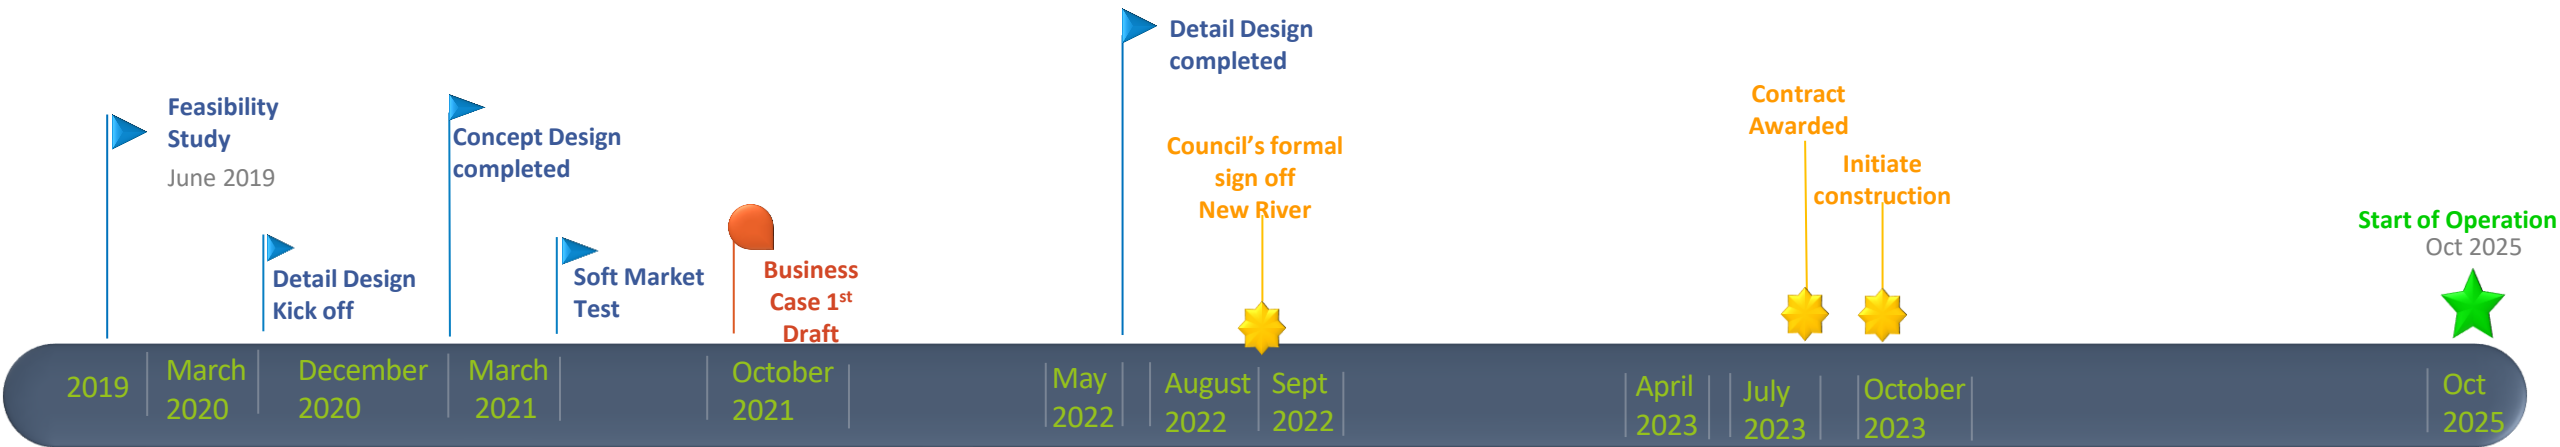 Feasibility
Study
June 2019
Detail Design
Kick off
Concept Design
completed
Soft Market
Test
Business
Case 1st
Draft
Detail Design
completed
Council’s formal
sign off
New River
Contract
Awarded
Initiate
construction
Start of Operation
Oct 2025
2019
March
2020
December
2020
March
2021
October
2021
May
2022
August
2022
Sept
2022
April
2023
July
2023
October
2023
Oct
2025